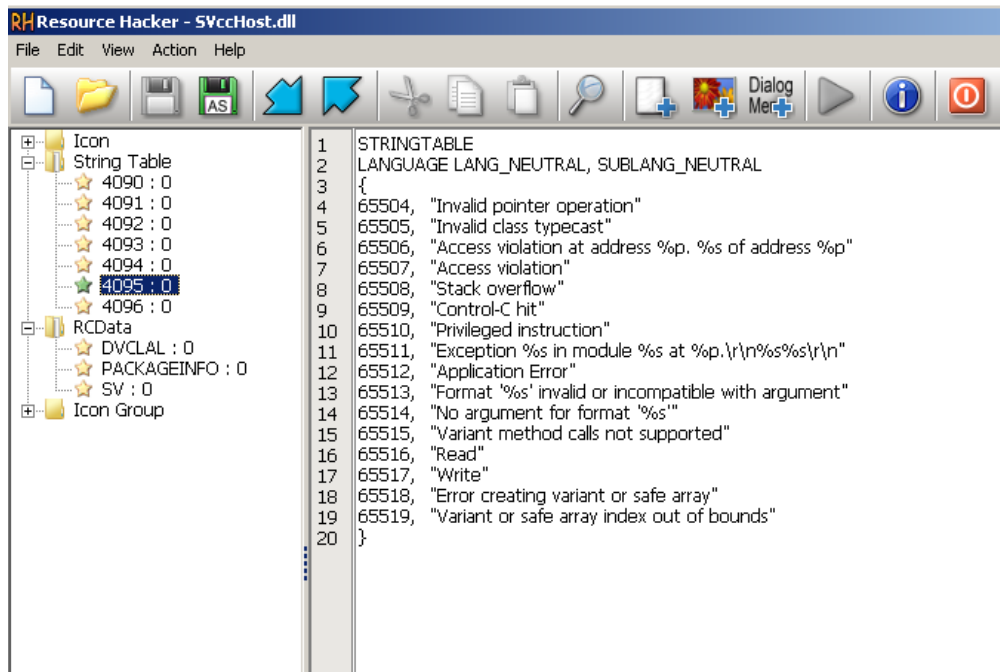 RH Resource Hacker - SVccHost.dll
File Edit View Action Help
AS
Dialog
Men
Icon
String Table
4090 : 0
4091 : 0
4092 : 0
4093 : 0
4094 : 0
4095 : 0
4096 : 0
RCData
DVCLAL : 0
PACKAGEINFO : 0
SV : 0
Icon Group
1 STRINGTABLE
2 LANGUAGE LANG_NEUTRAL, SUBLANG_NEUTRAL
3 {
4 65504, "Invalid pointer operation"
5 65505, "Invalid class typecast"
6 65506, "Access violation at address %p. %s of address %p"
7 65507, "Access violation"
8 65508, "Stack overflow"
9 65509, "Control-C hit"
10 65510, "Privileged instruction"
11 65511, "Exception %s in module %s at %p.\r\n%s%s\r\n"
12 65512, "Application Error"
13 65513, "Format '%s' invalid or incompatible with argument"
14 65514, "No argument for format '%s'"
15 65515, "Variant method calls not supported"
16 65516, "Read"
17 65517, "Write"
18 65518, "Error creating variant or safe array"
19 65519, "Variant or safe array index out of bounds"
20 }